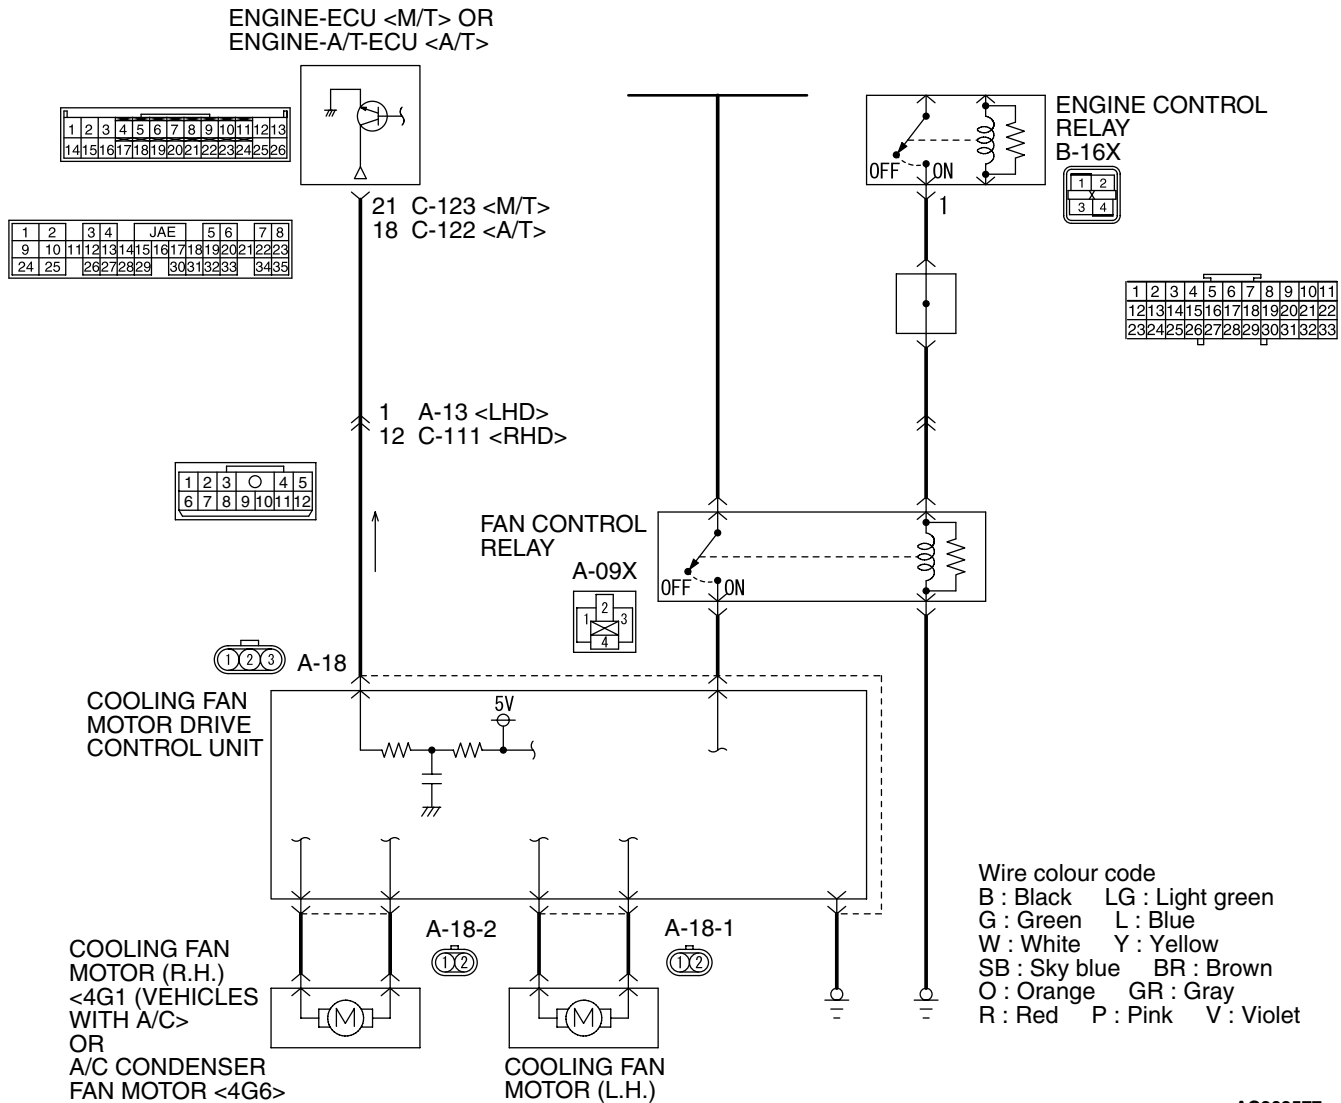 ENGINE-ECU <M/T> OR
ENGINE-A/T-ECU <A/T>
1 2 3 4 5 6 7 8 9 10 11 12 13
14 15 16 17 18 19 20 21 22 23 24 25 26
ENGINE CONTROL
RELAY
B-16X
OFF ON
1 2
X
3 4
21 C-123 <M/T>
18 C-122 <A/T>
1
1 2 3 4 JAE 5 6 7 8
9 10 11 12 13 14 15 16 17 18 19 20 21 22 23
24 25 26 27 28 29 30 31 32 33 34 35
1 2 3 4 5 6 7 8 9 10 11
12 13 14 15 16 17 18 19 20 21 22
23 24 25 26 27 28 29 30 31 32 33
1 A-13 <LHD>
12 C-111 <RHD>
1 2 3 4 5
6 7 8 9 10 11 12
FAN CONTROL
RELAY
A-09X
OFF ON
2
1 3
4
1 2 3 A-18
COOLING FAN
MOTOR DRIVE
CONTROL UNIT
5V
A-18-2
1 2
A-18-1
1 2
COOLING FAN
MOTOR (R.H.)
<4G1 (VEHICLES
WITH A/C>
OR
A/C CONDENSER
FAN MOTOR <4G6>
M
M
COOLING FAN
MOTOR (L.H.)
Wire colour code
B : Black LG : Light green
G : Green L : Blue
W : White Y : Yellow
SB : Sky blue BR : Brown
O : Orange GR : Gray
R : Red P : Pink V : Violet